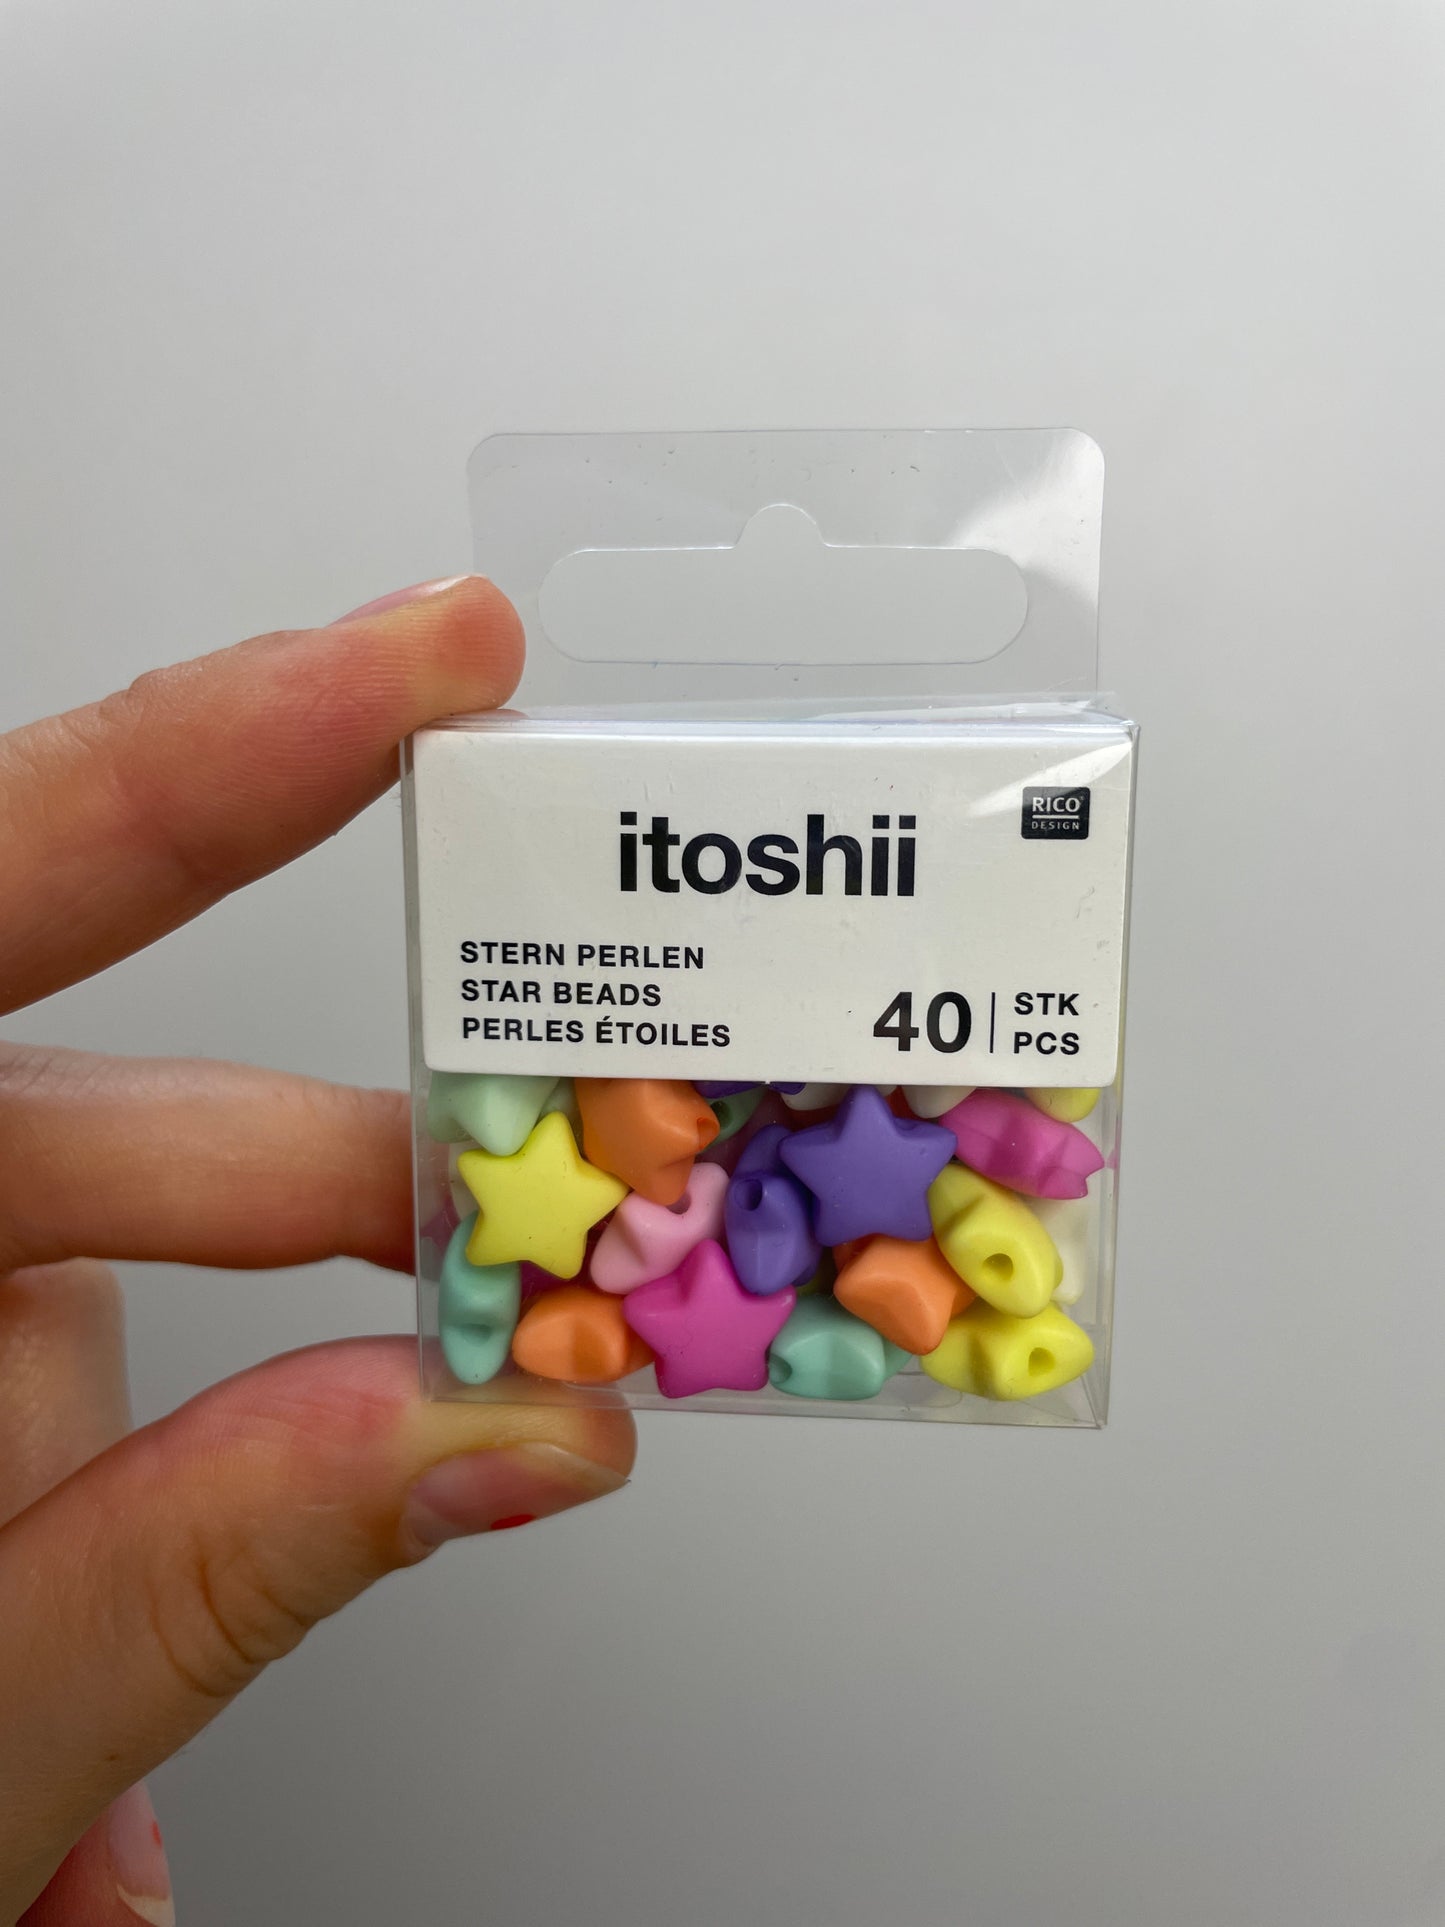 itoshii
RICO
DESIGN
STERN PERLEN
STAR BEADS
PERLES ÉTOILES
40
STK
PCS